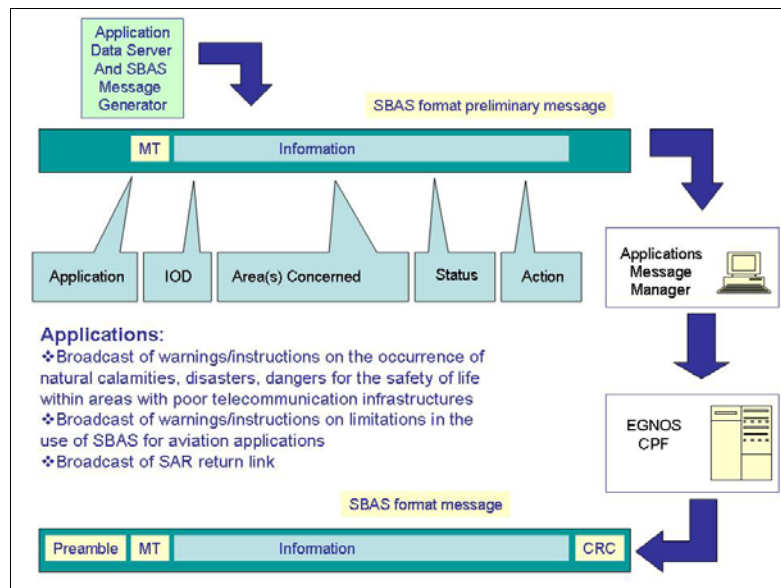 Application
Data Server
And SBAS
Message
Generator
SBAS format preliminary message
MT
Information
Application
IOD
Area(s) Concerned
Status
Action
Applications
Message
Manager
Applications:
❖Broadcast of warnings/instructions on the occurrence of
natural calamities, disasters, dangers for the safety of life
within areas with poor telecommunication infrastructures
❖Broadcast of warnings/instructions on limitations in the
use of SBAS for aviation applications
❖Broadcast of SAR return link
EGNOS
CPF
SBAS format message
Preamble
MT
Information
CRC